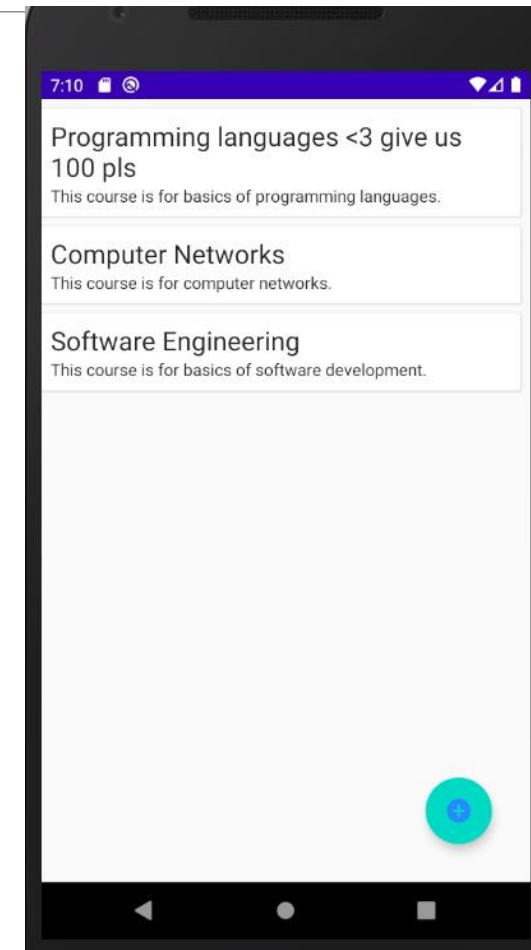 7:10
Programming languages <3 give us
100 pls
This course is for basics of programming languages.
Computer Networks
This course is for computer networks.
Software Engineering
This course is for basics of software development.